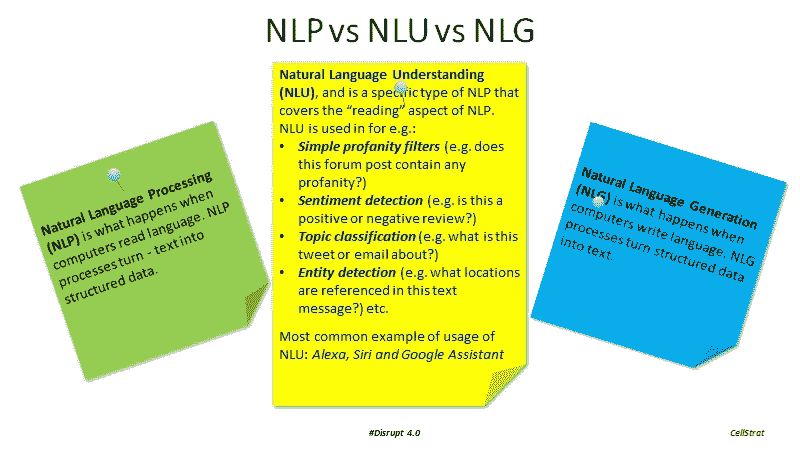 NLP vs NLU vs NLG
Natural Language Processing
(NLP) is what happens when
computers read language. NLP
processes turn - text into
structured data.
Natural Language Understanding
(NLU), and is a specific type of NLP that
covers the “reading” aspect of NLP.
NLU is used in for e.g.:
• Simple profanity filters (e.g. does
this forum post contain any
profanity?)
• Sentiment detection (e.g. is this a
positive or negative review?)
• Topic classification (e.g. what is this
tweet or email about?)
• Entity detection (e.g. what locations
are referenced in this text
message?) etc.
Most common example of usage of
NLU: Alexa, Siri and Google Assistant
Natural Language Generation
(NLG) is what happens when
computers write language. NLG
processes turn structured data
into text.
#Disrupt 4.0
CellStrat